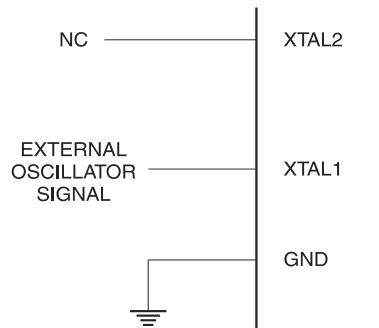 NC
XTAL2
EXTERNAL
OSCILLATOR
SIGNAL
XTAL1
GND